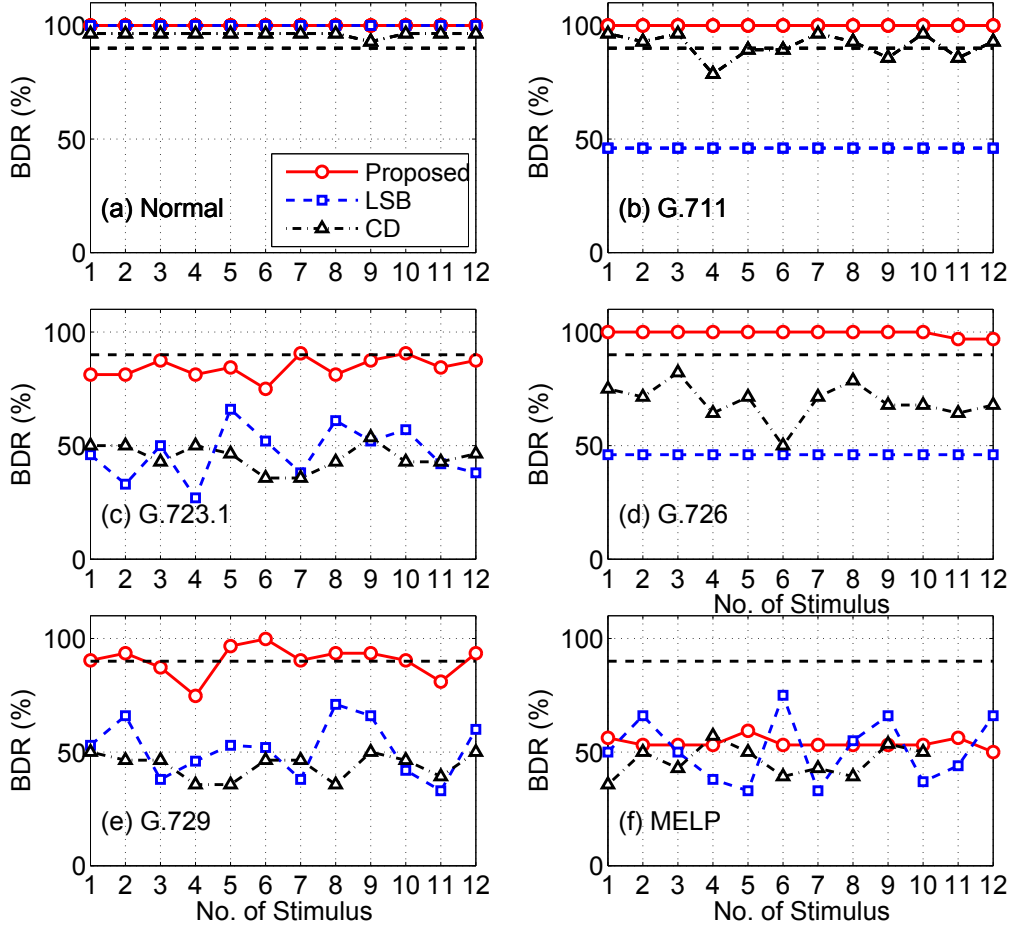 100
50
0
BDR (%)
(a) Normal
Proposed
LSB
CD
1 2 3 4 5 6 7 8 9 10 11 12
100
50
0
BDR (%)
(b) G.711
1 2 3 4 5 6 7 8 9 10 11 12
100
50
0
BDR (%)
(c) G.723.1
1 2 3 4 5 6 7 8 9 10 11 12
100
50
0
BDR (%)
(d) G.726
1 2 3 4 5 6 7 8 9 10 11 12
No. of Stimulus
100
50
0
BDR (%)
(e) G.729
1 2 3 4 5 6 7 8 9 10 11 12
No. of Stimulus
100
50
0
BDR (%)
(f) MELP
1 2 3 4 5 6 7 8 9 10 11 12
No. of Stimulus